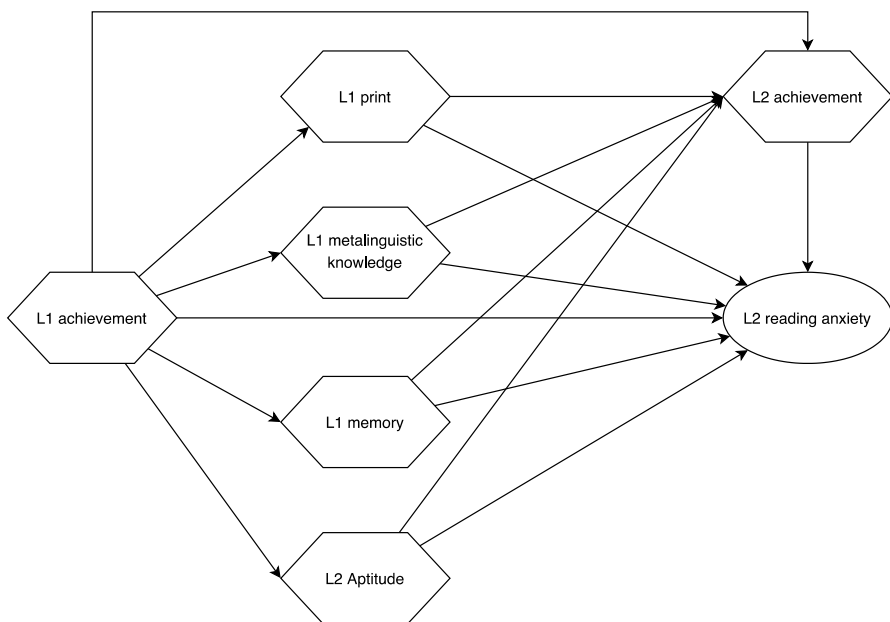 L1 print
L2 achievement
L1 metalinguistic
knowledge
L1 achievement
L2 reading anxiety
L1 memory
L2 Aptitude